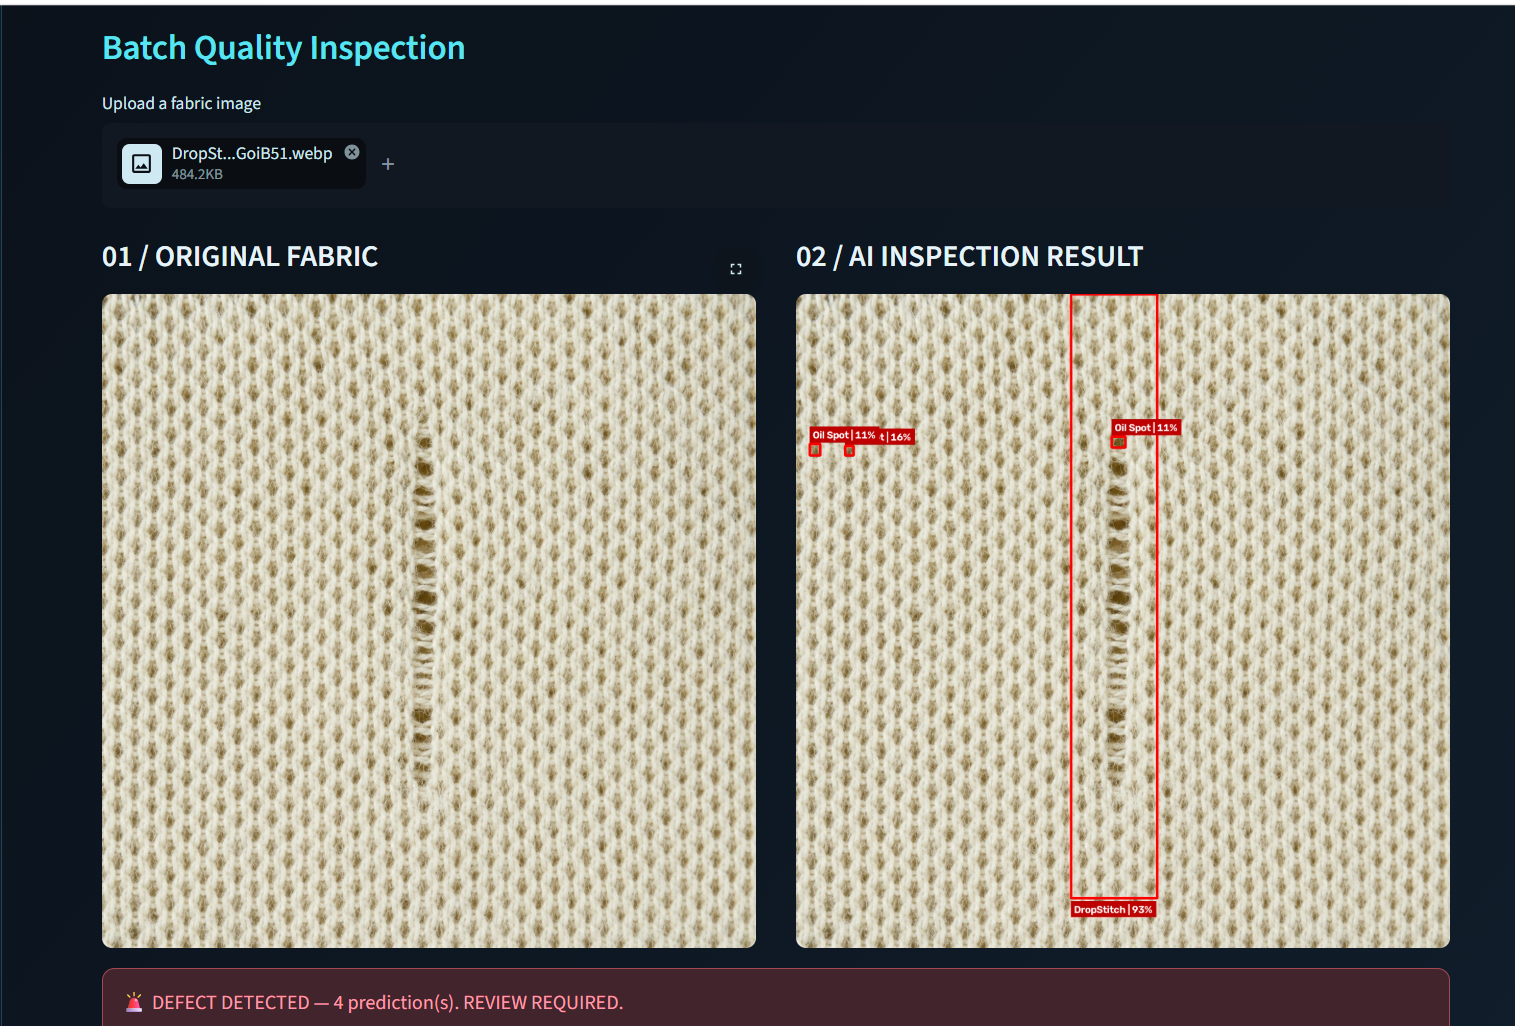 Batch Quality Inspection
Upload a fabric image
DropSt...GoiB51.webp
484.2KB
01 / ORIGINAL FABRIC
02 / AI INSPECTION RESULT
Oil Spot | 11%
t | 16%
Oil Spot | 11%
DropStitch | 93%
DEFECT DETECTED — 4 prediction(s). REVIEW REQUIRED.